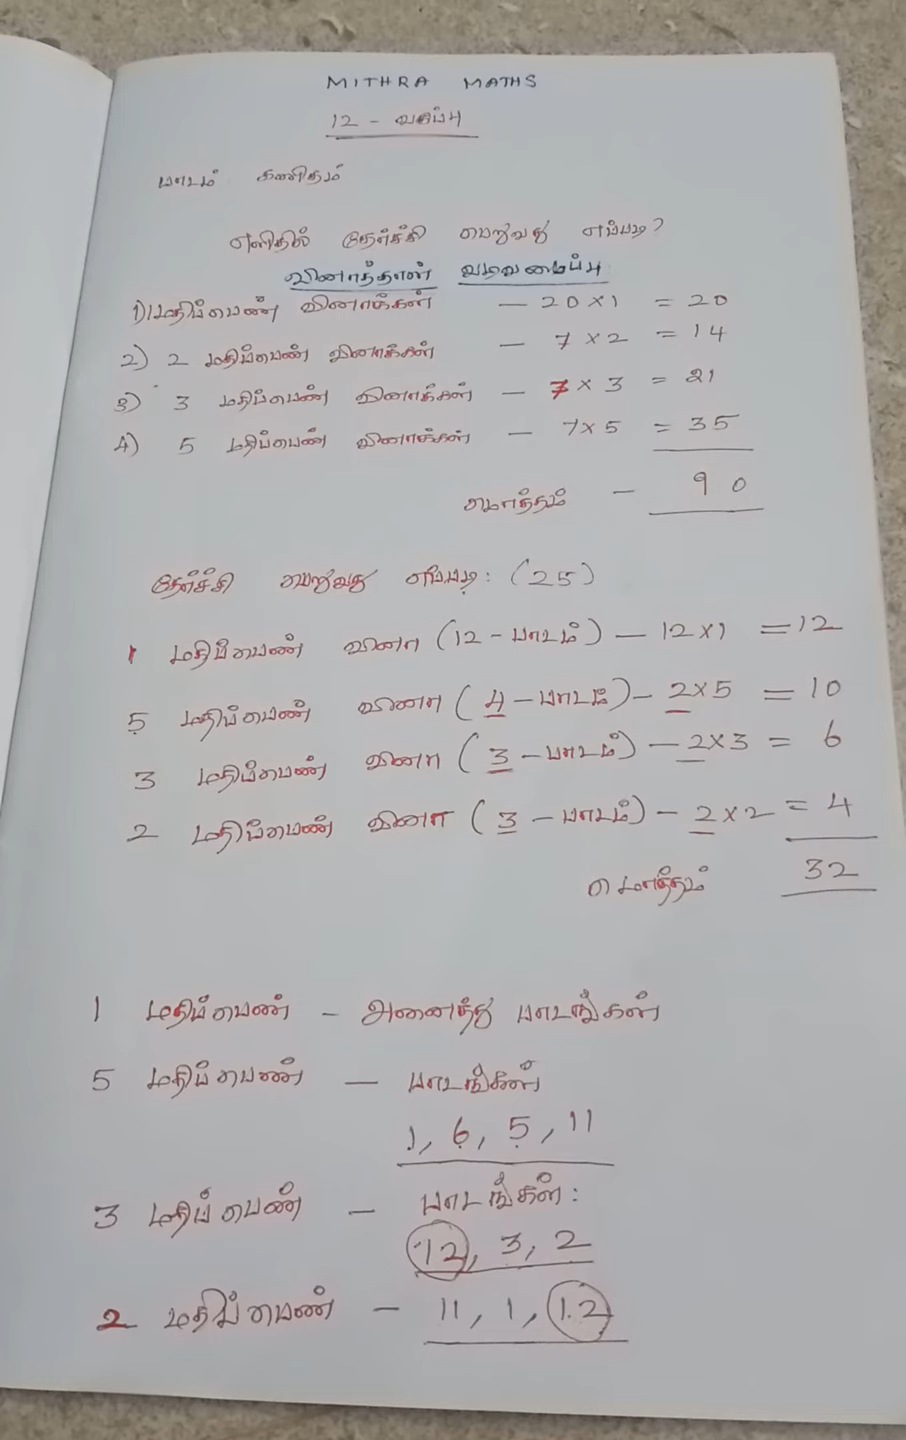 MITHRA MATHS
12 - வகுப்பு
பாடம் கணிதம்
எளிதில் தேர்ச்சி பெறுவது எப்படி?
வினாத்தாள் வடிவமைப்பு
1) 1 மதிப்பெண் வினாக்கள் - 20 x 1 = 20
2) 2 மதிப்பெண் வினாக்கள் - 7 x 2 = 14
3) 3 மதிப்பெண் வினாக்கள் - 7 x 3 = 21
4) 5 மதிப்பெண் வினாக்கள் - 7 x 5 = 35
மொத்தம் - 90
தேர்ச்சி பெறுவது எப்படி: (25)
1 மதிப்பெண் வினா (12 - பாடம்) - 12 x 1 = 12
5 மதிப்பெண் வினா (4 - பாடம்) - 2 x 5 = 10
3 மதிப்பெண் வினா (3 - பாடம்) - 2 x 3 = 6
2 மதிப்பெண் வினா (3 - பாடம்) - 2 x 2 = 4
மொத்தம் 32
1 மதிப்பெண் - அனைத்து பாடங்கள்
5 மதிப்பெண் - பாடங்கள்
1, 6, 5, 11
3 மதிப்பெண் - பாடங்கள்:
12, 3, 2
2 மதிப்பெண் - 11, 1, 12